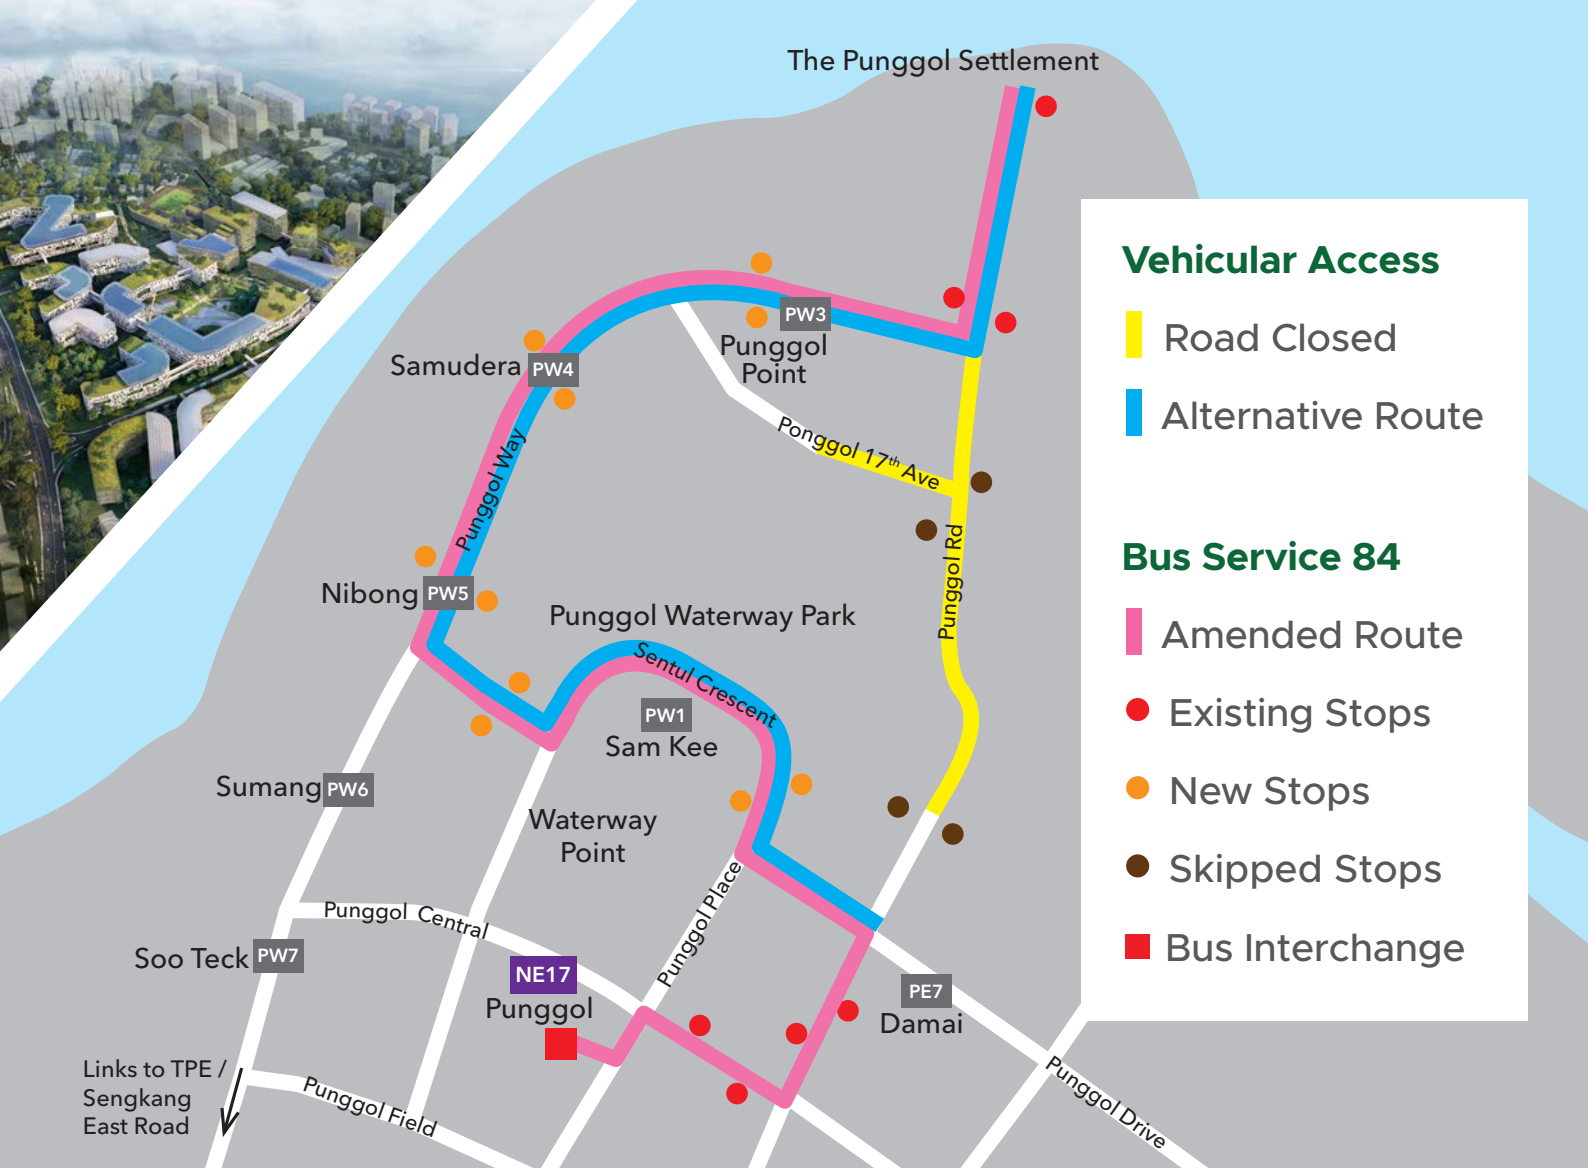 The Punggol Settlement
PW3
Punggol
Point
Samudera
PW4
Ponggol 17th Ave
Punggol Way
Punggol Rd
Nibong
PW5
Punggol Waterway Park
Sentul Crescent
PW1
Sam Kee
Sumang
PW6
Waterway
Point
Punggol Place
Punggol Central
Soo Teck
PW7
NE17
Punggol
PE7
Damai
Links to TPE /
Sengkang
East Road
Punggol Field
Punggol Drive
Vehicular Access
Road Closed
Alternative Route
Bus Service 84
Amended Route
Existing Stops
New Stops
Skipped Stops
Bus Interchange